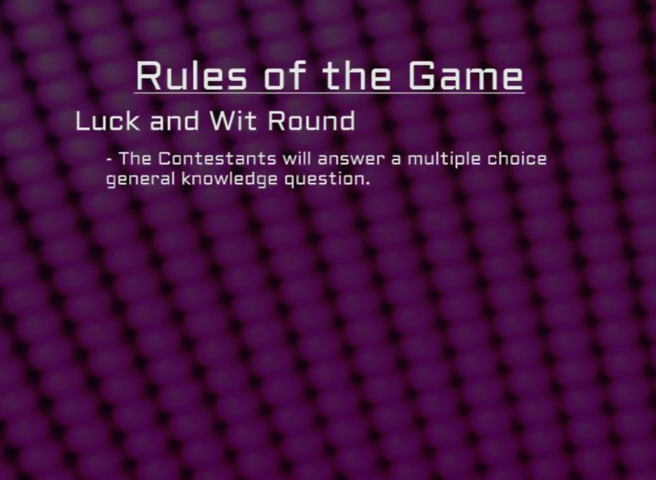 Rules of the Game
Luck and Wit Round
- The Contestants will answer a multiple choice
general knowledge question.